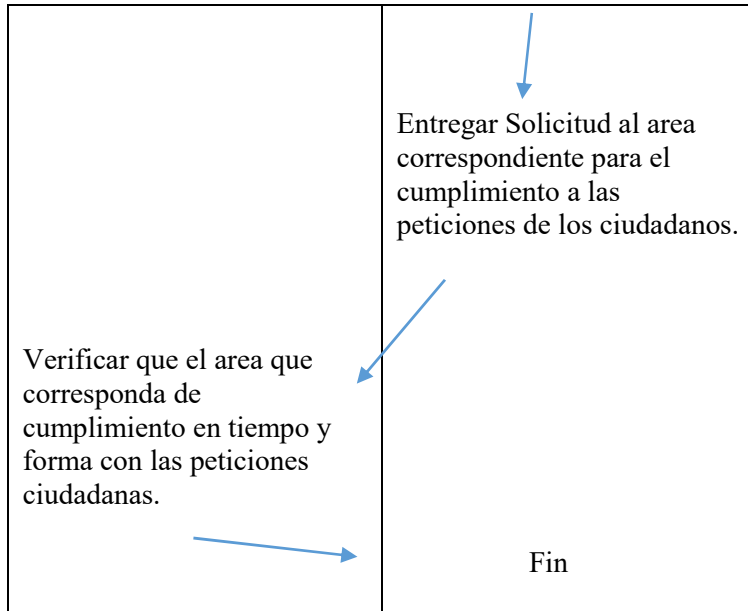 Entregar Solicitud al area
correspondiente para el
cumplimiento a las
peticiones de los ciudadanos.
Verificar que el area que
corresponda de
cumplimiento en tiempo y
forma con las peticiones
ciudadanas.
Fin